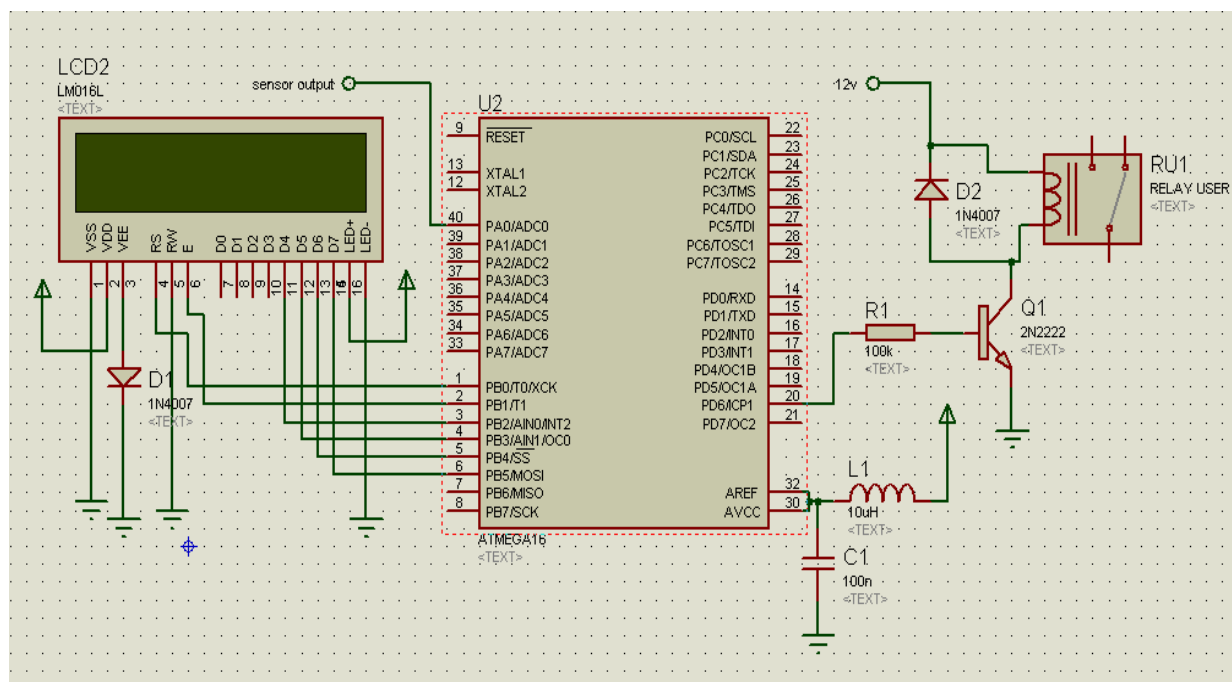 LCD2
LM016L
<TEXT>
VSS
VDD
VEE
RS
RW
E
D0
D1
D2
D3
D4
D5
D6
D7
LED+
LED-
1
2
3
4
5
6
7
8
9
10
11
12
13
14
16
D1
1N4007
<TEXT>
sensor output
U2
9 RESET
13 XTAL1
12 XTAL2
40 PA0/ADC0
39 PA1/ADC1
38 PA2/ADC2
37 PA3/ADC3
36 PA4/ADC4
35 PA5/ADC5
34 PA6/ADC6
33 PA7/ADC7
1 PB0/T0/XCK
2 PB1/T1
3 PB2/AIN0/INT2
4 PB3/AIN1/OC0
5 PB4/SS
6 PB5/MOSI
7 PB6/MISO
8 PB7/SCK
PC0/SCL 22
PC1/SDA 23
PC2/TCK 24
PC3/TMS 25
PC4/TDO 26
PC5/TDI 27
PC6/TOSC1 28
PC7/TOSC2 29
PD0/RXD 14
PD1/TXD 15
PD2/INT0 16
PD3/INT1 17
PD4/OC1B 18
PD5/OC1A 19
PD6/ICP1 20
PD7/OC2 21
AREF 32
AVCC 30
ATMEGA16
<TEXT>
12v
D2
1N4007
<TEXT>
RU1
RELAY USER
<TEXT>
R1
100k
<TEXT>
Q1
2N2222
<TEXT>
L1
10uH
<TEXT>
C1
100n
<TEXT>